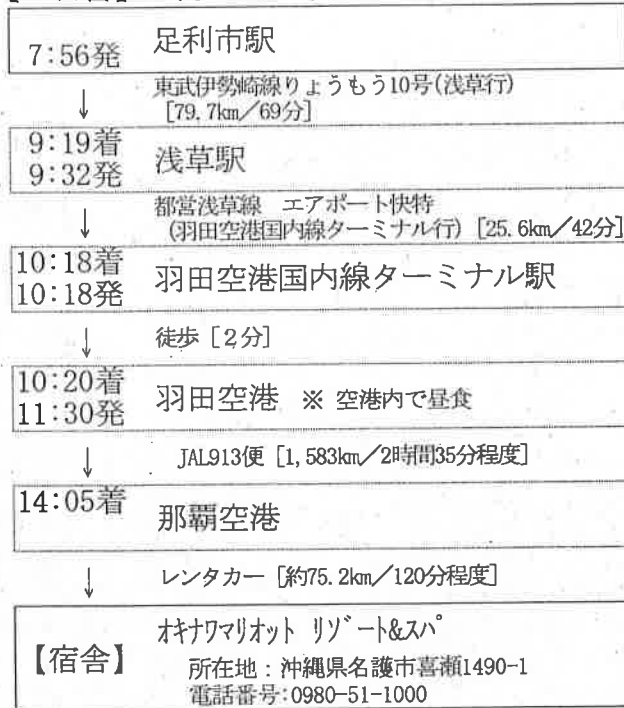 7:56発 足利市駅
↓ 東武伊勢崎線りょうもう10号(浅草行)
[79.7km/69分]
9:19着
9:32発 浅草駅
↓ 都営浅草線 エアポート快特
(羽田空港国内線ターミナル行) [25.6km/42分]
10:18着
10:18発 羽田空港国内線ターミナル駅
↓ 徒歩 [2分]
10:20着
11:30発 羽田空港 ※ 空港内で昼食
↓ JAL913便 [1,583km/2時間35分程度]
14:05着
那覇空港
↓ レンタカー [約75.2km/120分程度]
【宿舎】 オキナワマリオット リゾート&スパ
所在地:沖縄県名護市喜瀬1490-1
電話番号:0980-51-1000